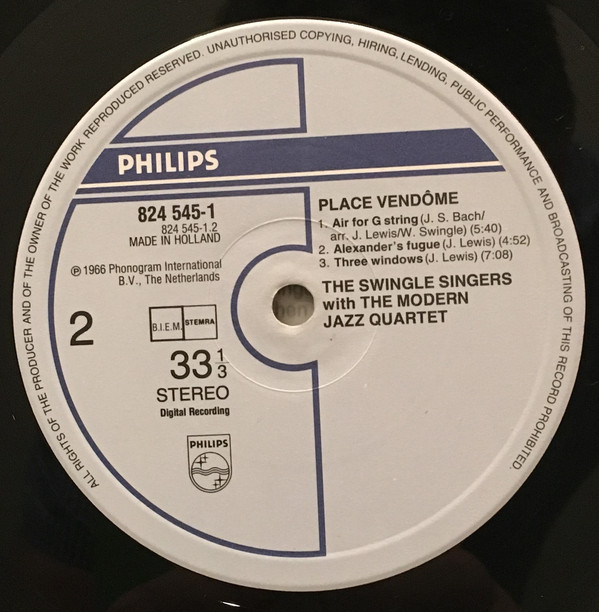 ALL RIGHTS OF THE PRODUCER AND OF THE OWNER OF THE WORK REPRODUCED RESERVED. UNAUTHORISED COPYING, HIRING, LENDING, PUBLIC PERFORMANCE AND BROADCASTING OF THIS RECORD PROHIBITED.
PHILIPS
824 545-1
824 545-1.2
MADE IN HOLLAND
℗ 1966 Phonogram International
B.V., The Netherlands
2
B.I.E.M. STEMRA
33 1/3
STEREO
Digital Recording
PHILIPS
PLACE VENDÔME
1. Air for G string (J. S. Bach/
arr. J. Lewis/W. Swingle) (5:40)
2. Alexander's fugue (J. Lewis) (4:52)
3. Three windows (J. Lewis) (7:08)
THE SWINGLE SINGERS
with THE MODERN
JAZZ QUARTET